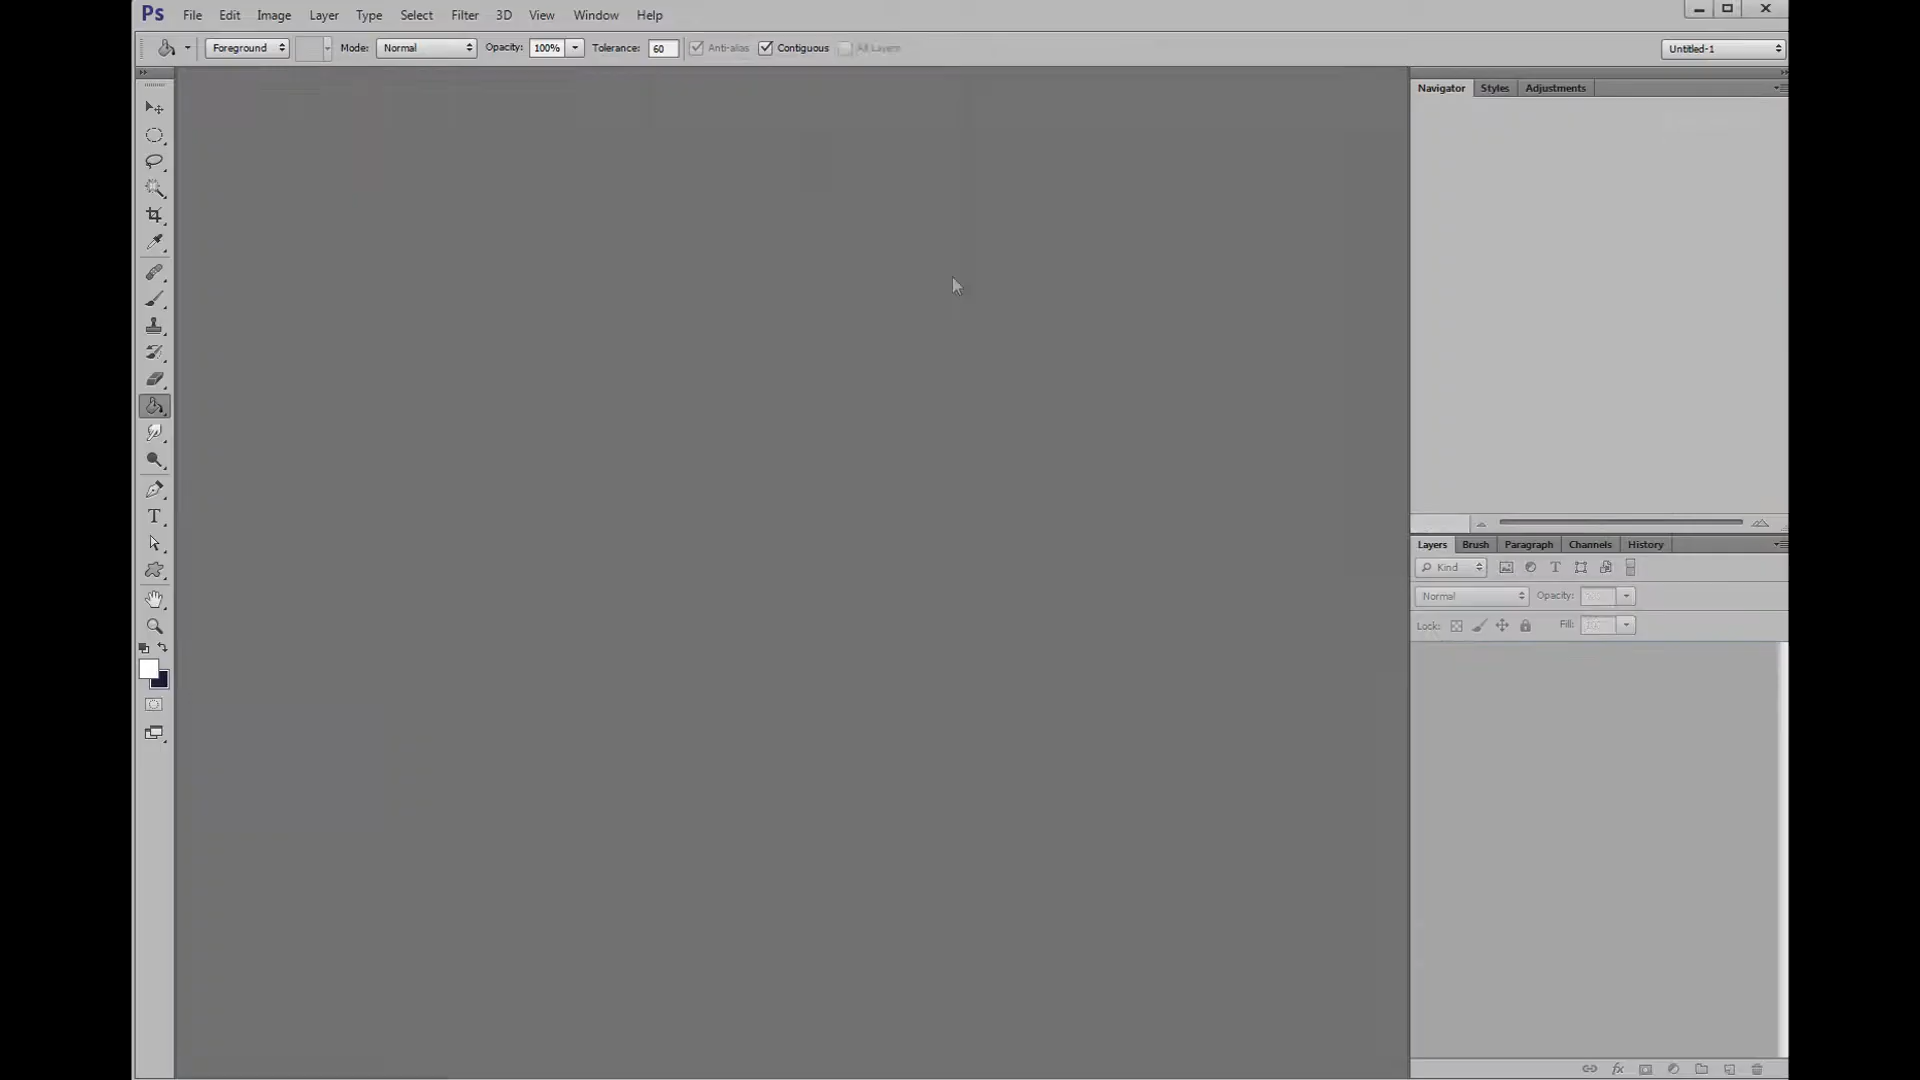 Ps File Edit Image Layer Type Select Filter 3D View Window Help
Foreground Mode: Normal Opacity: 100% Tolerance: 60 Anti-alias Contiguous All Layers Untitled-1
Navigator Styles Adjustments
Layers Brush Paragraph Channels History
Kind
Normal Opacity:
Lock: Fill: